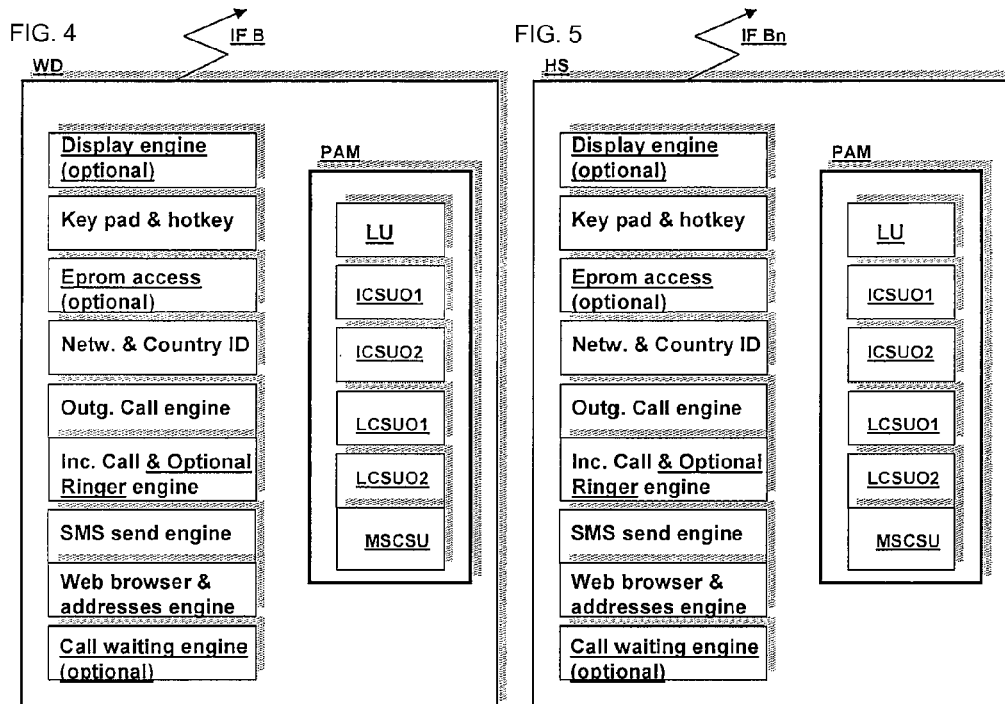 FIG. 4
IF B
WD
Display engine
(optional)
Key pad & hotkey
Eprom access
(optional)
Netw. & Country ID
Outg. Call engine
Inc. Call & Optional
Ringer engine
SMS send engine
Web browser &
addresses engine
Call waiting engine
(optional)
PAM
LU
ICSUO1
ICSUO2
LCSUO1
LCSUO2
MSCSU
FIG. 5
IF Bn
HS
Display engine
(optional)
Key pad & hotkey
Eprom access
(optional)
Netw. & Country ID
Outg. Call engine
Inc. Call & Optional
Ringer engine
SMS send engine
Web browser &
addresses engine
Call waiting engine
(optional)
PAM
LU
ICSUO1
ICSUO2
LCSUO1
LCSUO2
MSCSU